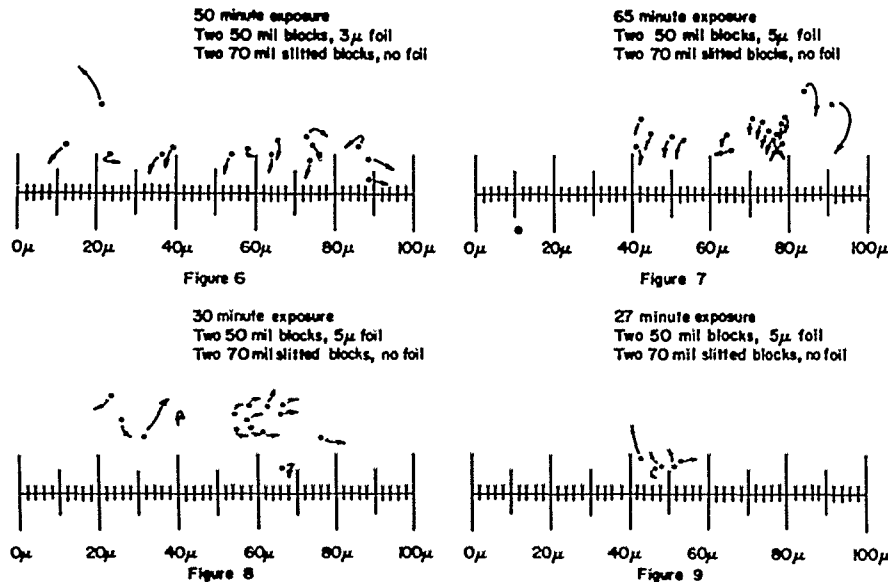 50 minute exposure
Two 50 mil blocks, 3μ foil
Two 70 mil slitted blocks, no foil
0μ 20μ 40μ 60μ 80μ 100μ
Figure 6
65 minute exposure
Two 50 mil blocks, 5μ foil
Two 70 mil slitted blocks, no foil
0μ 20μ 40μ 60μ 80μ 100μ
Figure 7
30 minute exposure
Two 50 mil blocks, 5μ foil
Two 70 mil slitted blocks, no foil
0μ 20μ 40μ 60μ 80μ 100μ
Figure 8
27 minute exposure
Two 50 mil blocks, 5μ foil
Two 70 mil slitted blocks, no foil
0μ 20μ 40μ 60μ 80μ 100μ
Figure 9